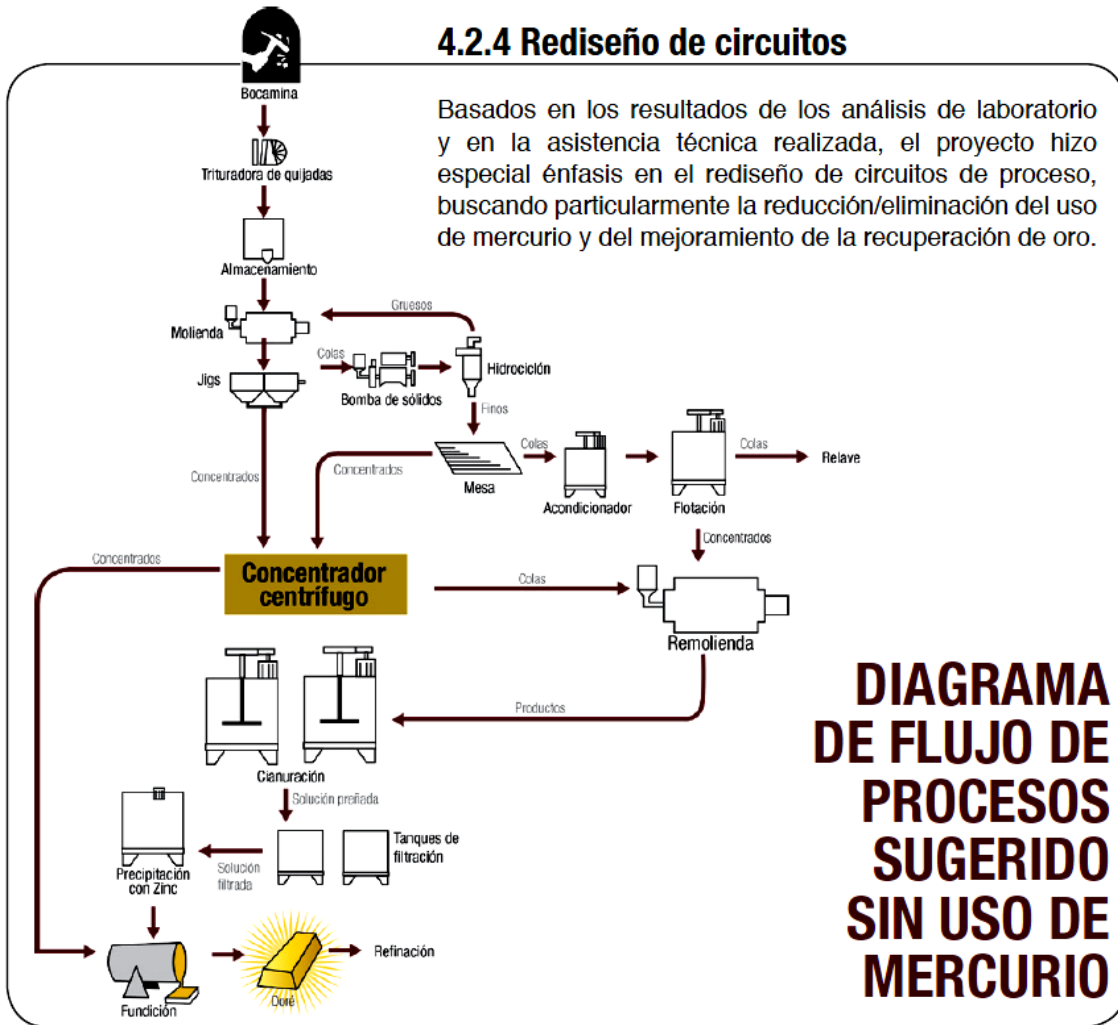 4.2.4 Rediseño de circuitos
Basados en los resultados de los análisis de laboratorio
y en la asistencia técnica realizada, el proyecto hizo
especial énfasis en el rediseño de circuitos de proceso,
buscando particularmente la reducción/eliminación del uso
de mercurio y del mejoramiento de la recuperación de oro.
Bocamina
Trituradora de quijadas
Almacenamiento
Gruesos
Molienda
Colas
Jigs
Bomba de sólidos
Hidrociclón
Finos
Concentrados
Concentrados
Mesa
Colas
Acondicionador
Flotación
Colas
Relave
Concentrados
Concentrados
Concentrador
centrífugo
Colas
Remolienda
Productos
Cianuración
Solución preñada
Tanques de
filtración
Solución
filtrada
Precipitación
con Zinc
Fundición
Doré
Refinación
DIAGRAMA
DE FLUJO DE
PROCESOS
SUGERIDO
SIN USO DE
MERCURIO